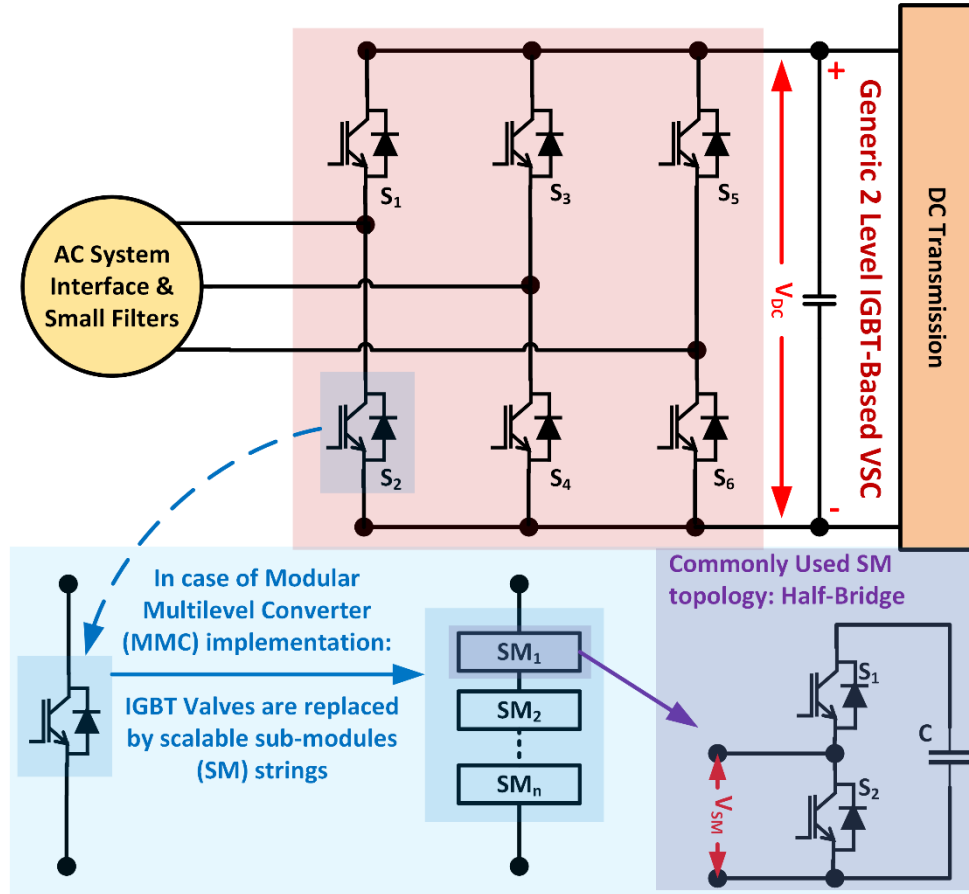 S₁
S₃
S₅
AC System
Interface &
Small Filters
S₂
S₄
S₆
+
V_DC
-
Generic 2 Level IGBT-Based VSC
DC Transmission
In case of Modular
Multilevel Converter
(MMC) implementation:
IGBT Valves are replaced
by scalable sub-modules
(SM) strings
SM₁
SM₂
SMₙ
Commonly Used SM
topology: Half-Bridge
S₁
S₂
C
V_SM